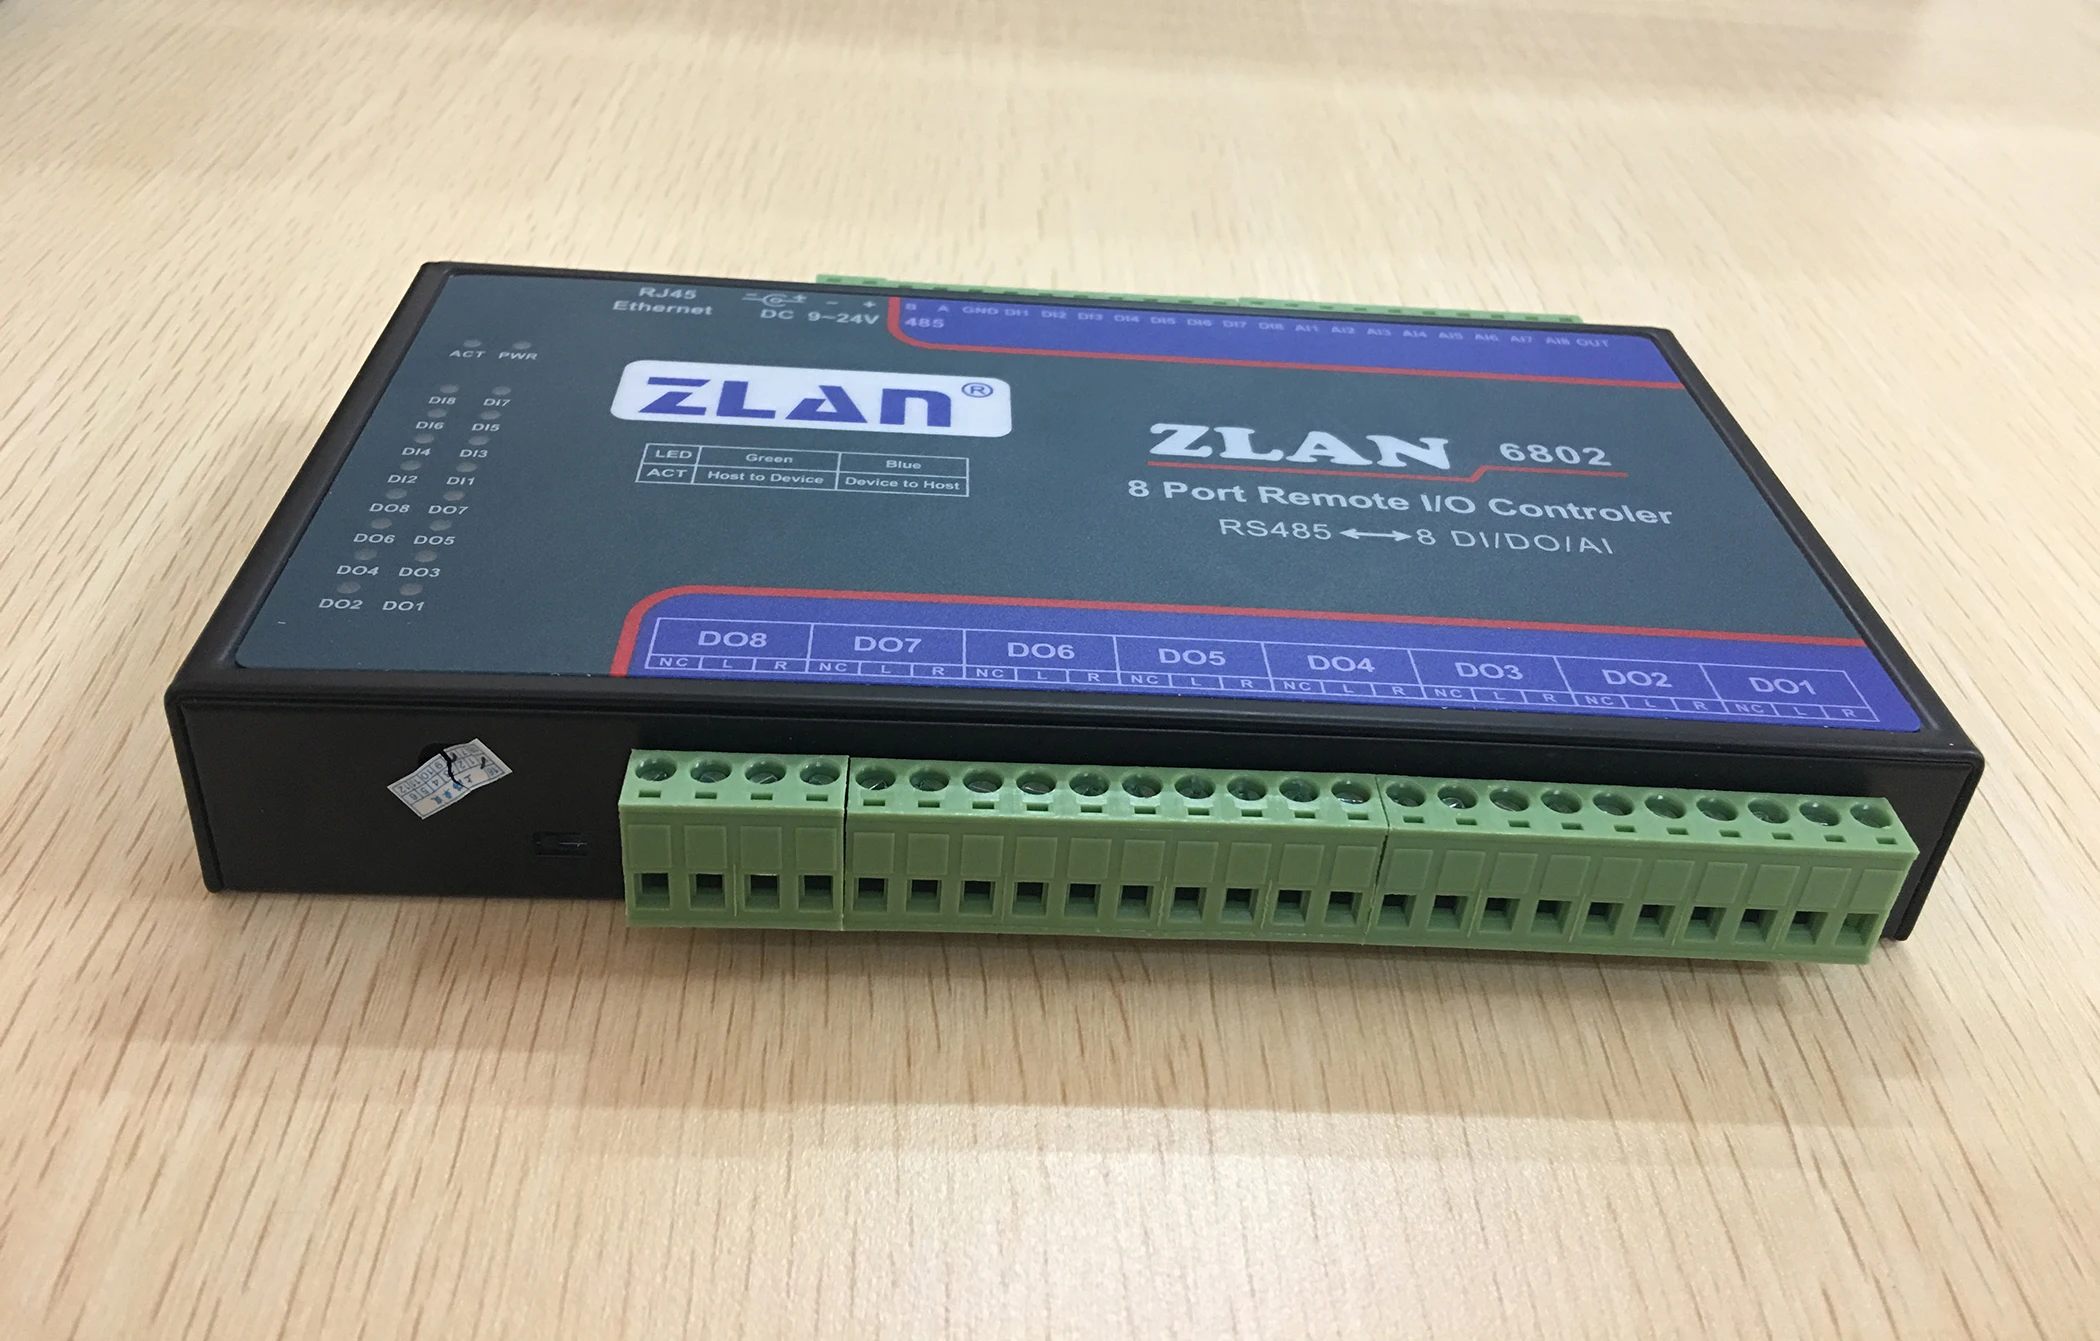 RJ45
Ethernet
DC 9~24V
- +
B A GND DI1 DI2 DI3 DI4 DI5 DI6 DI7 DI8 AI1 AI2 AI3 AI4 AI5 AI6 AI7 AI8 OUT
485
ACT PWR
DI8 DI7
DI6 DI5
DI4 DI3
DI2 DI1
DO8 DO7
DO6 DO5
DO4 DO3
DO2 DO1
ZLAN®
LED Green Blue
ACT Host to Device Device to Host
ZLAN 6802
8 Port Remote I/O Controler
RS485 ↔ 8 DI/DO/AI
DO8 DO7 DO6 DO5 DO4 DO3 DO2 DO1
NC L R NC L R NC L R NC L R NC L R NC L R NC L R NC L R